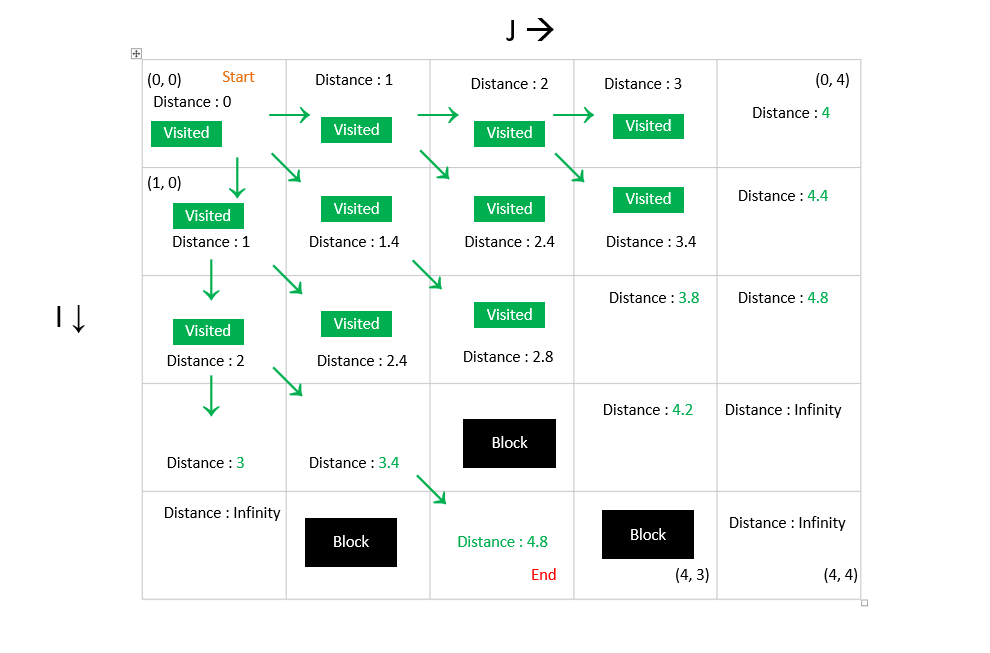 J →
(0, 0) Start
Distance : 0
Visited
Distance : 1
Visited
Distance : 2
Visited
Distance : 3
Visited
(0, 4)
Distance : 4
(1, 0)
Visited
Distance : 1
Visited
Distance : 1.4
Visited
Distance : 2.4
Visited
Distance : 3.4
Distance : 4.4
I ↓
Visited
Distance : 2
Visited
Distance : 2.4
Visited
Distance : 2.8
Distance : 3.8
Distance : 4.8
Distance : 3
Distance : 3.4
Block
Distance : 4.2
Distance : Infinity
Distance : Infinity
Block
Distance : 4.8
End
Block
(4, 3)
Distance : Infinity
(4, 4)